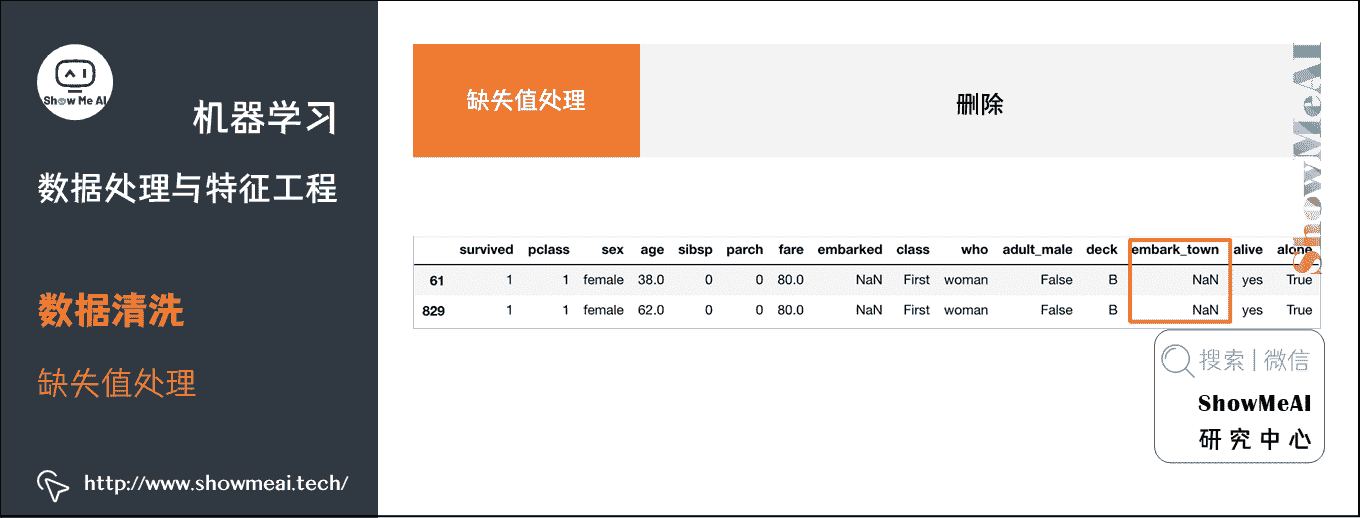 Show Me AI
机器学习
数据处理与特征工程
数据清洗
缺失值处理
http://www.showmeai.tech/
缺失值处理
删除
ShowMeAI
survived pclass sex age sibsp parch fare embarked class who adult_male deck embark_town alive alone
61 1 1 female 38.0 0 0 80.0 NaN First woman False B NaN yes True
829 1 1 female 62.0 0 0 80.0 NaN First woman False B NaN yes True
搜索 | 微信
ShowMeAI
研究中心